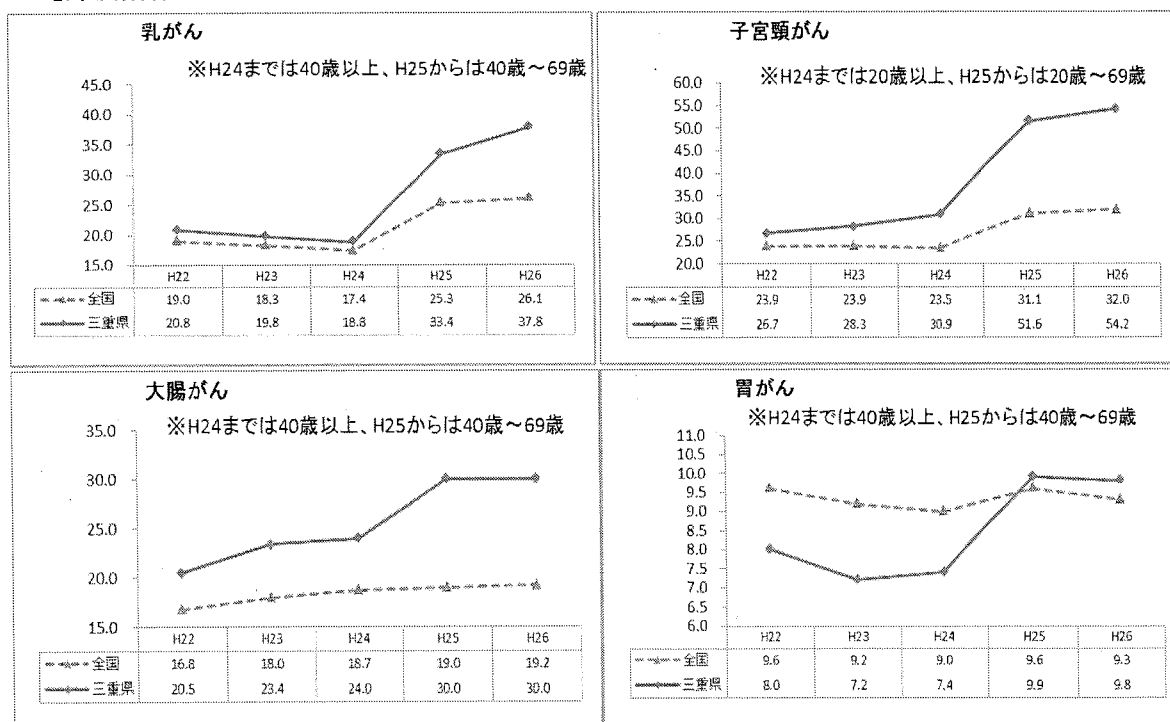 乳がん
※H24までは40歳以上、H25からは40歳～69歳
45.0
40.0
35.0
30.0
25.0
20.0
15.0
H22 H23 H24 H25 H26
全国 19.0 18.3 17.4 25.3 26.1
三重県 20.8 19.8 18.8 33.4 37.8
子宮頸がん
※H24までは20歳以上、H25からは20歳～69歳
60.0
55.0
50.0
45.0
40.0
35.0
30.0
25.0
20.0
H22 H23 H24 H25 H26
全国 23.9 23.9 23.5 31.1 32.0
三重県 26.7 28.3 30.9 51.6 54.2
大腸がん
※H24までは40歳以上、H25からは40歳～69歳
35.0
30.0
25.0
20.0
15.0
H22 H23 H24 H25 H26
全国 16.8 18.0 18.7 19.0 19.2
三重県 20.5 23.4 24.0 30.0 30.0
胃がん
※H24までは40歳以上、H25からは40歳～69歳
11.0
10.5
10.0
9.5
9.0
8.5
8.0
7.5
7.0
6.5
6.0
H22 H23 H24 H25 H26
全国 9.6 9.2 9.0 9.6 9.3
三重県 8.0 7.2 7.4 9.9 9.8